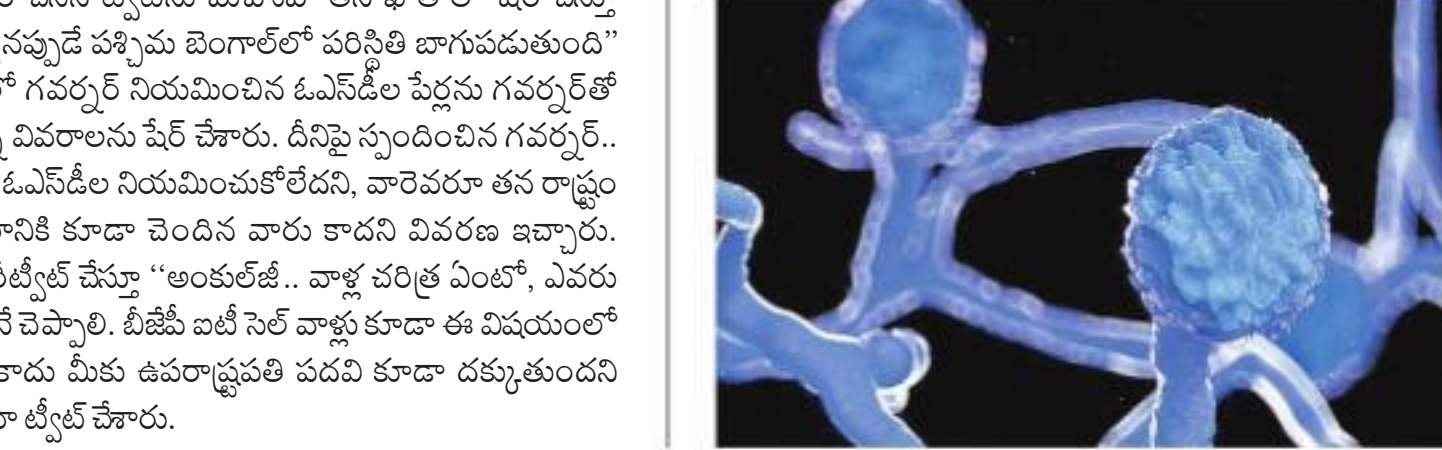 నప్పుడే పశ్చిమ బెంగాల్‌లో పరిస్థితి బాగుపడుతుంది’’
గవర్నర్ నియమించిన ఓఎస్‌డీల పేర్లను గవర్నర్‌తో
వివరాలను షేర్ చేశారు. దీనిపై స్పందించిన గవర్నర్..
ఓఎస్‌డీల నియమించుకోలేదని, వారెవరూ తన రాష్ట్రం
నికి కూడా చెందిన వారు కాదని వివరణ ఇచ్చారు.
రీట్వీట్ చేస్తూ ‘‘అంకుల్‌జీ.. వాళ్ల చరిత్ర ఏంటో, ఎవరు
నే చెప్పాలి. బీజేపీ ఐటీ సెల్ వాళ్లు కూడా ఈ విషయంలో
కాదు మీకు ఉపరాష్ట్రపతి పదవి కూడా దక్కుతుందని
ట్వీట్ చేశారు.